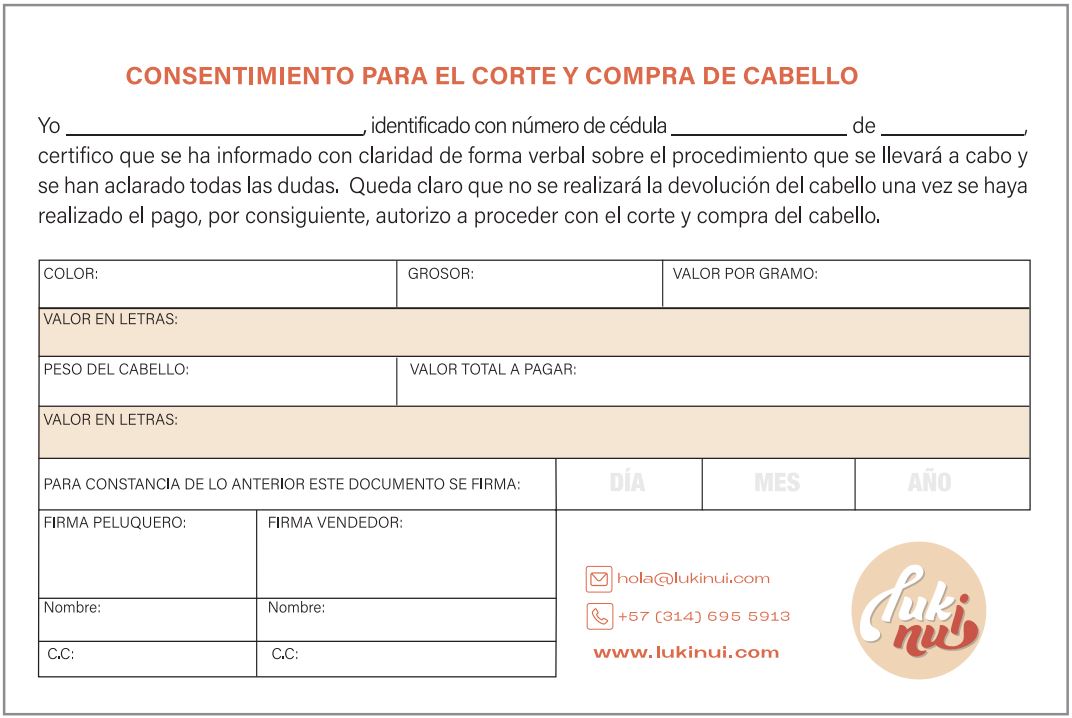 CONSENTIMIENTO PARA EL CORTE Y COMPRA DE CABELLO
Yo ________________________, identificado con número de cédula ______________ de ____________,
certifico que se ha informado con claridad de forma verbal sobre el procedimiento que se llevará a cabo y
se han aclarado todas las dudas. Queda claro que no se realizará la devolución del cabello una vez se haya
realizado el pago, por consiguiente, autorizo a proceder con el corte y compra del cabello.
COLOR: GROSOR: VALOR POR GRAMO:
VALOR EN LETRAS:
PESO DEL CABELLO: VALOR TOTAL A PAGAR:
VALOR EN LETRAS:
PARA CONSTANCIA DE LO ANTERIOR ESTE DOCUMENTO SE FIRMA: DÍA MES AÑO
FIRMA PELUQUERO: FIRMA VENDEDOR:
Nombre: Nombre:
C.C: C.C:
hola@lukinui.com
+57 (314) 695 5913
www.lukinui.com
luki
nui